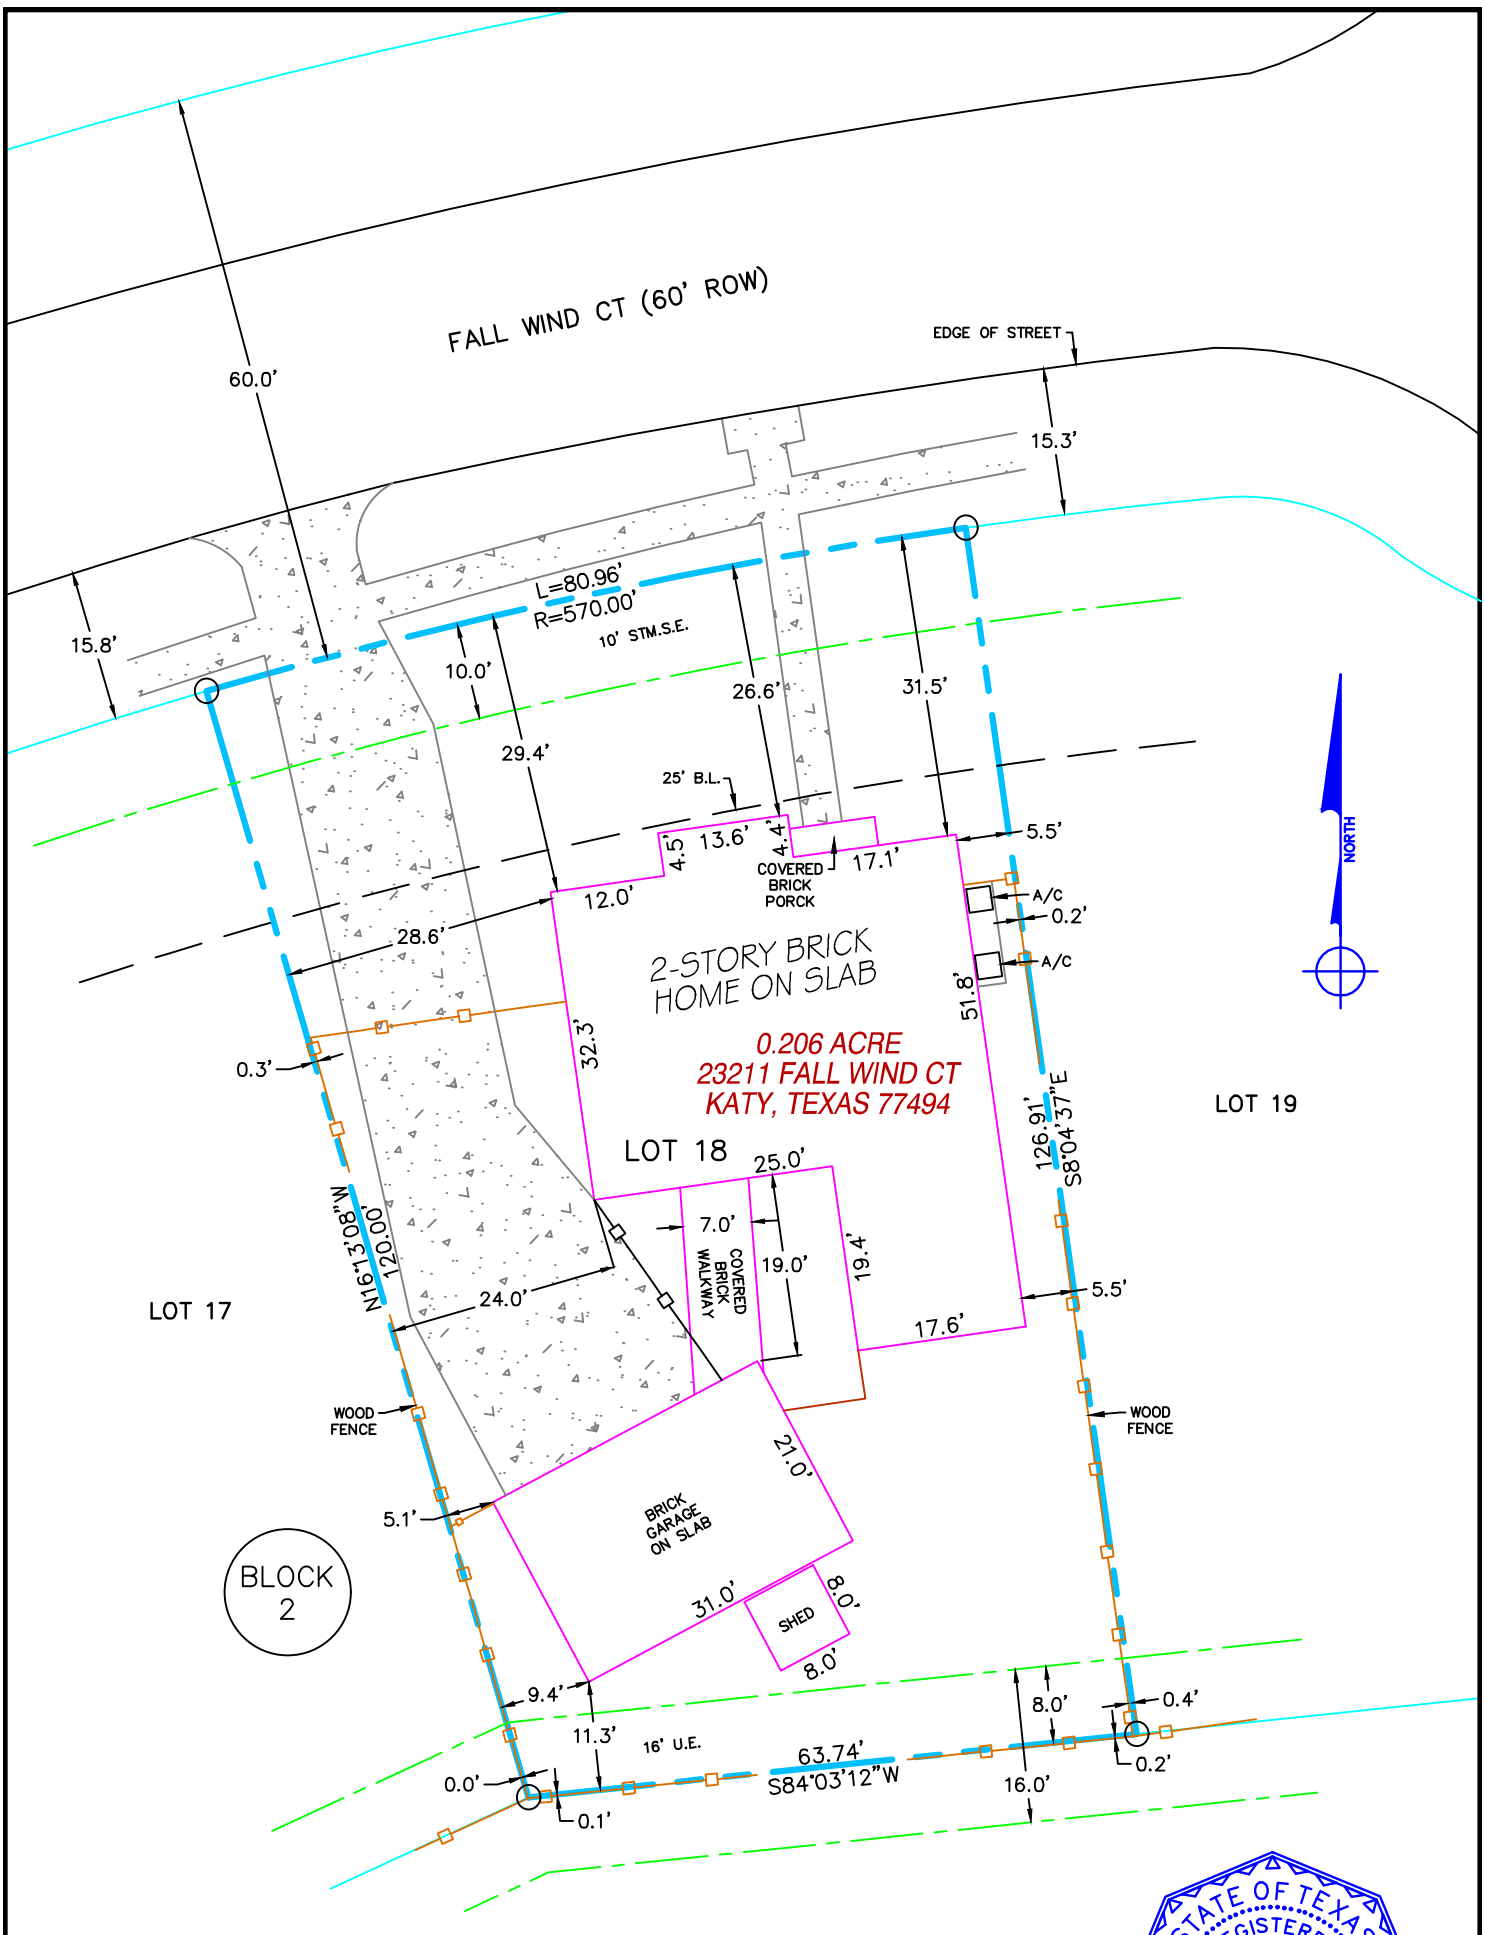 FALL WIND CT (60' ROW)
EDGE OF STREET
60.0'
15.3'
15.8'
L=80.96'
R=570.00'
10' STM.S.E.
10.0'
26.6'
31.5'
29.4'
25' B.L.
13.6'
4.5'
4.4'
17.1'
5.5'
COVERED
BRICK
PORCK
12.0'
A/C
0.2'
28.6'
A/C
2-STORY BRICK
HOME ON SLAB
51.8'
NORTH
32.3'
0.3'
0.206 ACRE
23211 FALL WIND CT
KATY, TEXAS 77494
LOT 19
126.91'
S8°04'37"E
LOT 18
25.0'
N16°13'08"W
120.00'
7.0'
COVERED
BRICK
WALKWAY
19.0'
19.4'
24.0'
5.5'
LOT 17
17.6'
WOOD
FENCE
WOOD
FENCE
21.0'
5.1'
BRICK
GARAGE
ON SLAB
BLOCK
2
31.0'
8.0'
SHED
8.0'
9.4'
11.3'
16' U.E.
8.0'
0.4'
63.74'
S84°03'12"W
0.2'
0.0'
16.0'
0.1'
STATE OF TEXAS